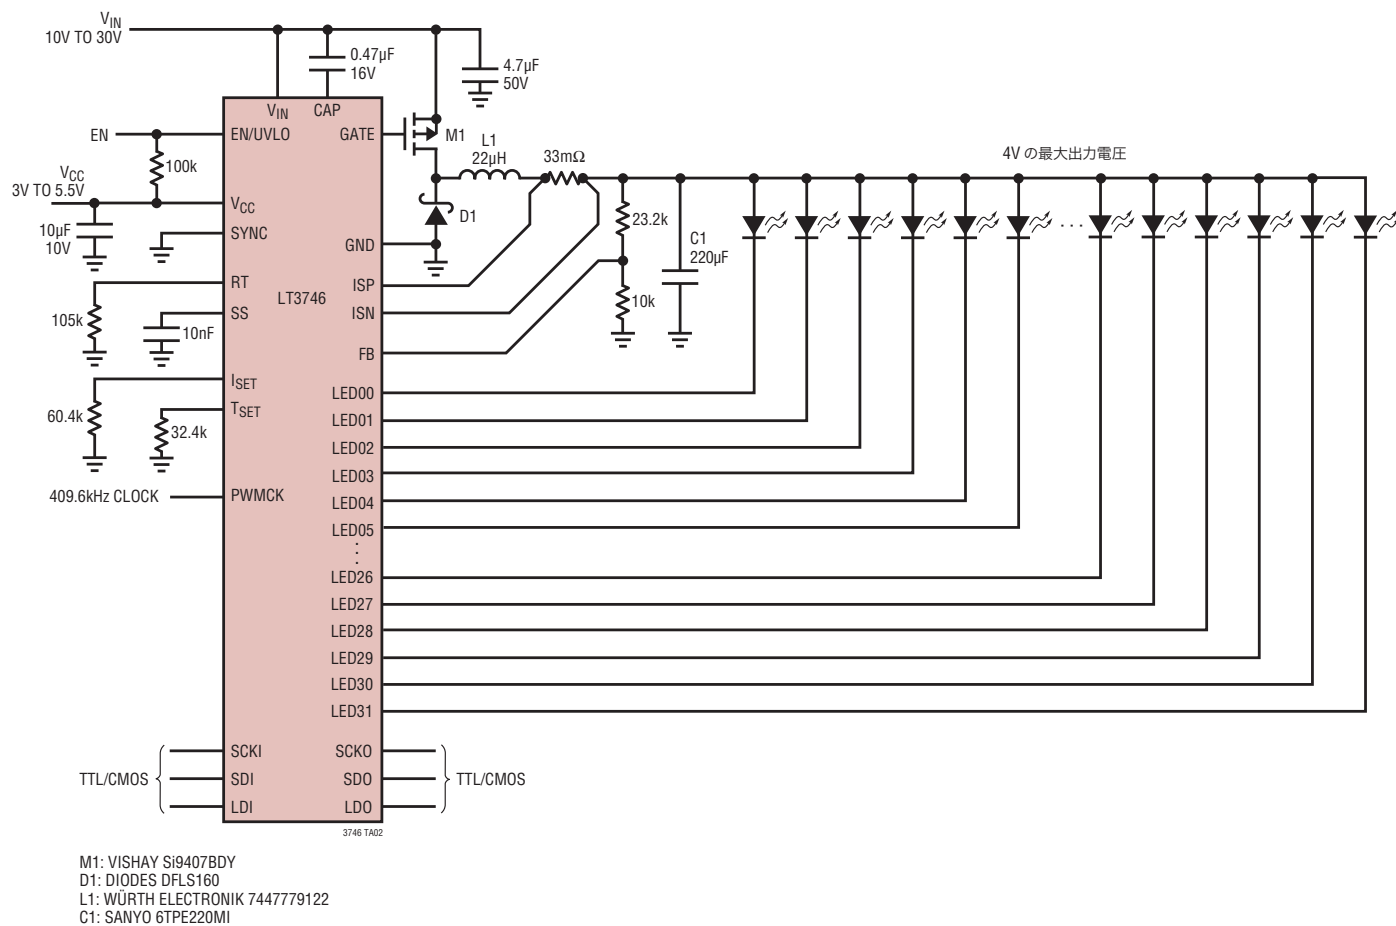 VIN
10V TO 30V
0.47µF
16V
4.7µF
50V
VIN
CAP
EN
EN/UVLO
GATE
M1
100k
L1
22µH
33mΩ
4V の最大出力電圧
VCC
3V TO 5.5V
VCC
10µF
10V
SYNC
D1
GND
23.2k
C1
220µF
RT
LT3746
ISP
105k
SS
10nF
ISN
10k
FB
ISET
LED00
60.4k
TSET
32.4k
LED01
LED02
LED03
409.6kHz CLOCK
PWMCK
LED04
LED05
LED26
LED27
LED28
LED29
LED30
LED31
SCKI
SCKO
TTL/CMOS
SDI
SDO
TTL/CMOS
LDI
LDO
3746 TA02
M1: VISHAY Si9407BDY
D1: DIODES DFLS160
L1: WÜRTH ELECTRONIK 7447779122
C1: SANYO 6TPE220MI